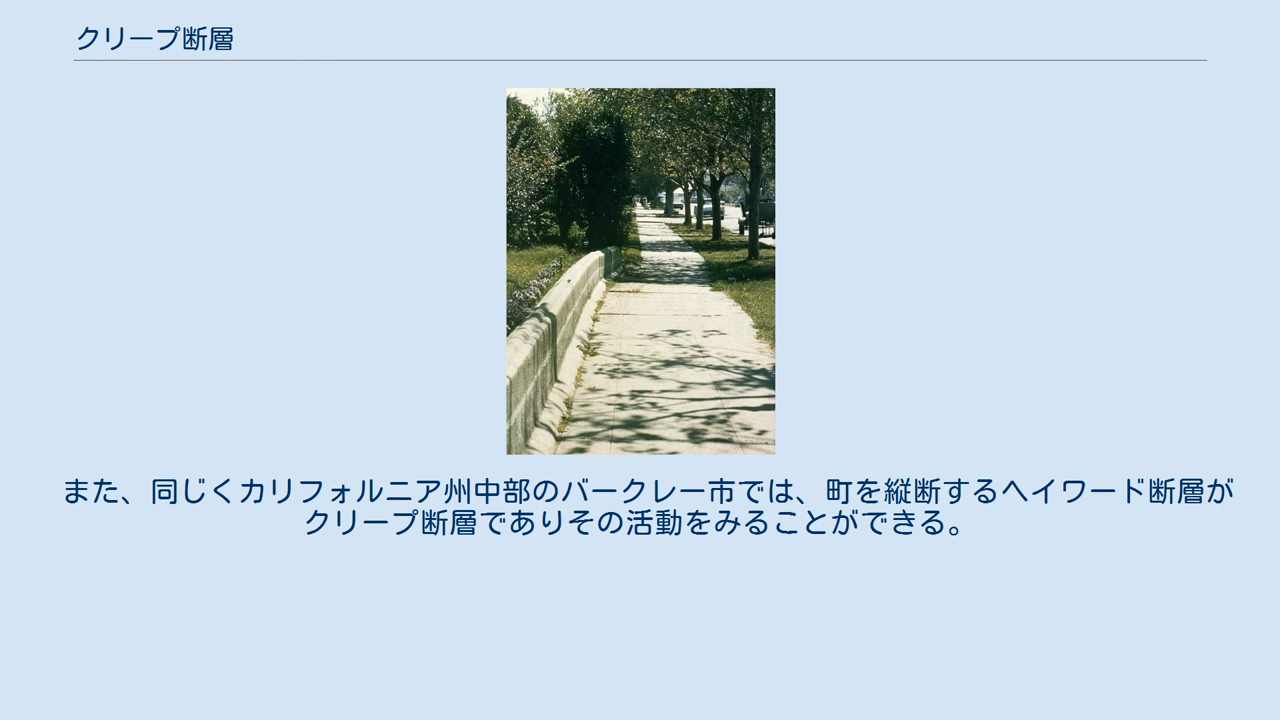 クリープ断層
また、同じくカリフォルニア州中部のバークレー市では、町を縦断するヘイワード断層が
クリープ断層でありその活動をみることができる。